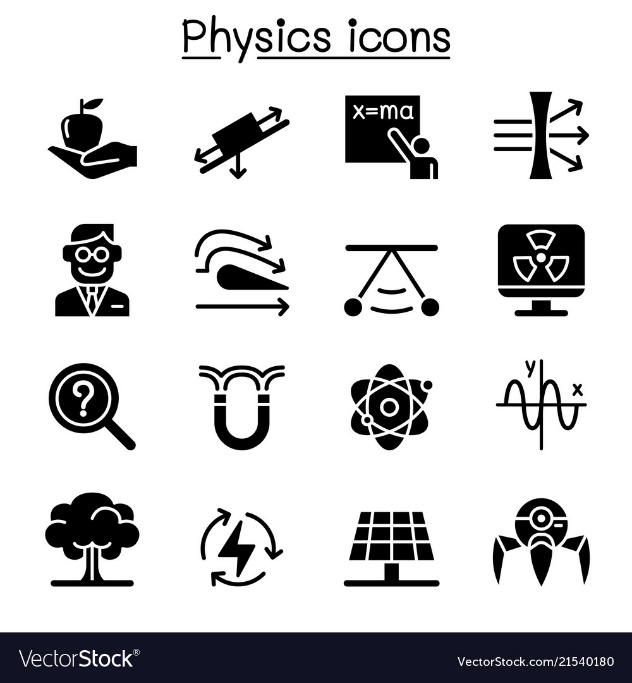 Physics icons
x=ma
?
y
x
VectorStock®
VectorStock.com/21540180